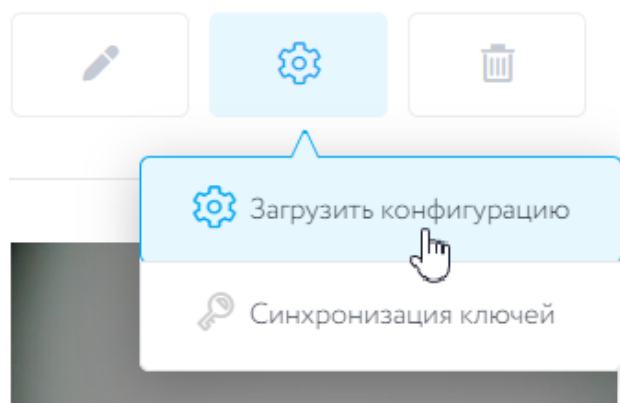 Загрузить конфигурацию
Синхронизация ключей